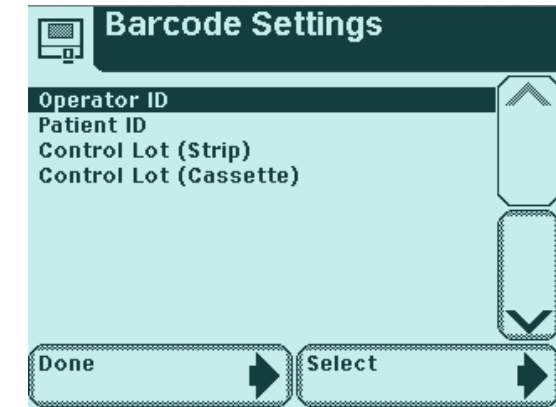 Barcode Settings
Operator ID
Patient ID
Control Lot (Strip)
Control Lot (Cassette)
Done
Select